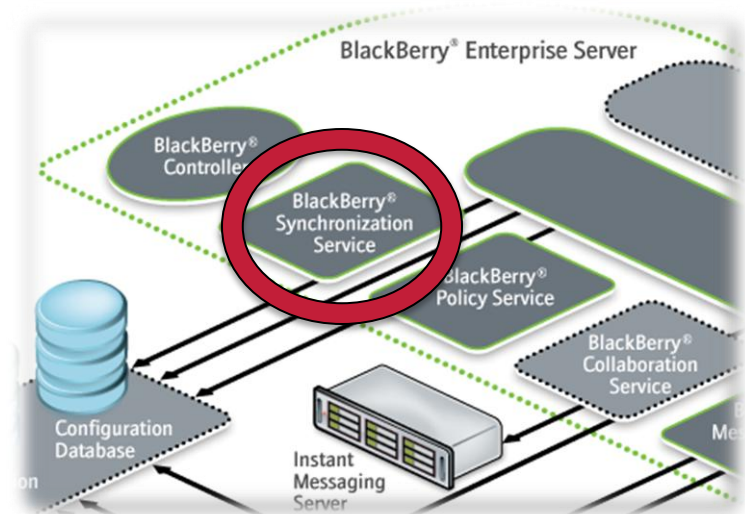 BlackBerry® Enterprise Server
BlackBerry®
Controller
BlackBerry®
Synchronization
Service
BlackBerry®
Policy Service
BlackBerry®
Collaboration
Service
Configuration
Database
Instant
Messaging
Server